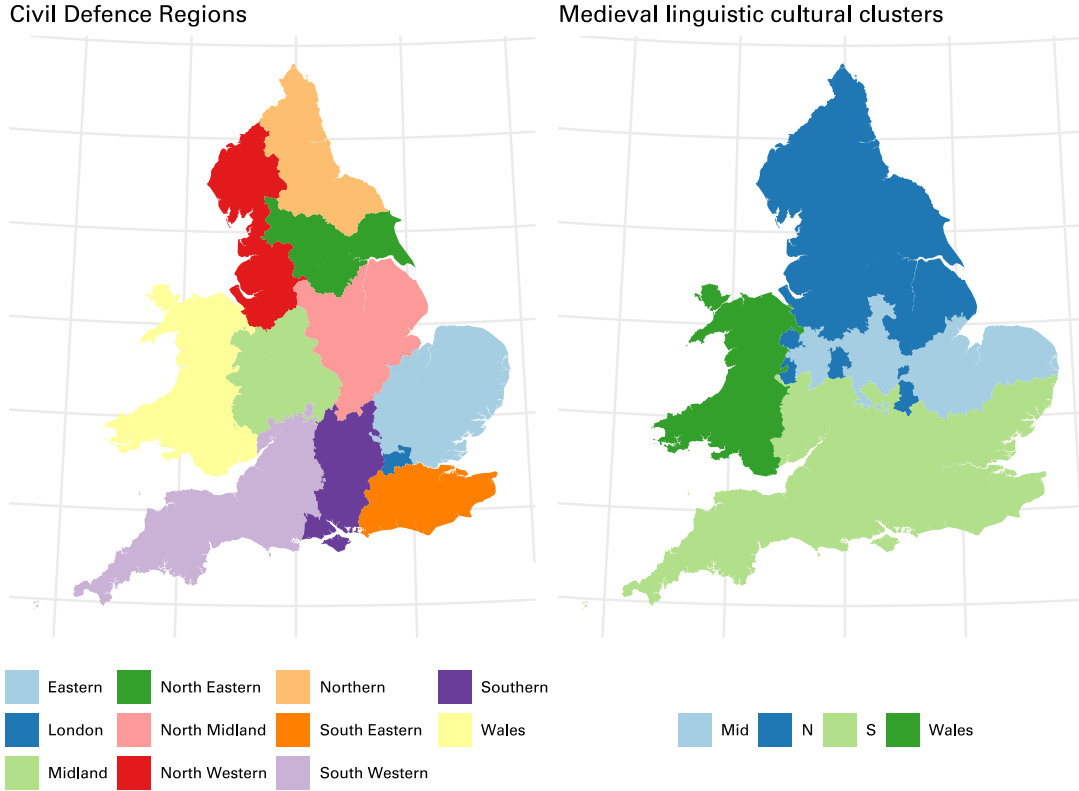 Civil Defence Regions
Medieval linguistic cultural clusters
Eastern
North Eastern
Northern
Southern
London
North Midland
South Eastern
Wales
Midland
North Western
South Western
Mid
N
S
Wales